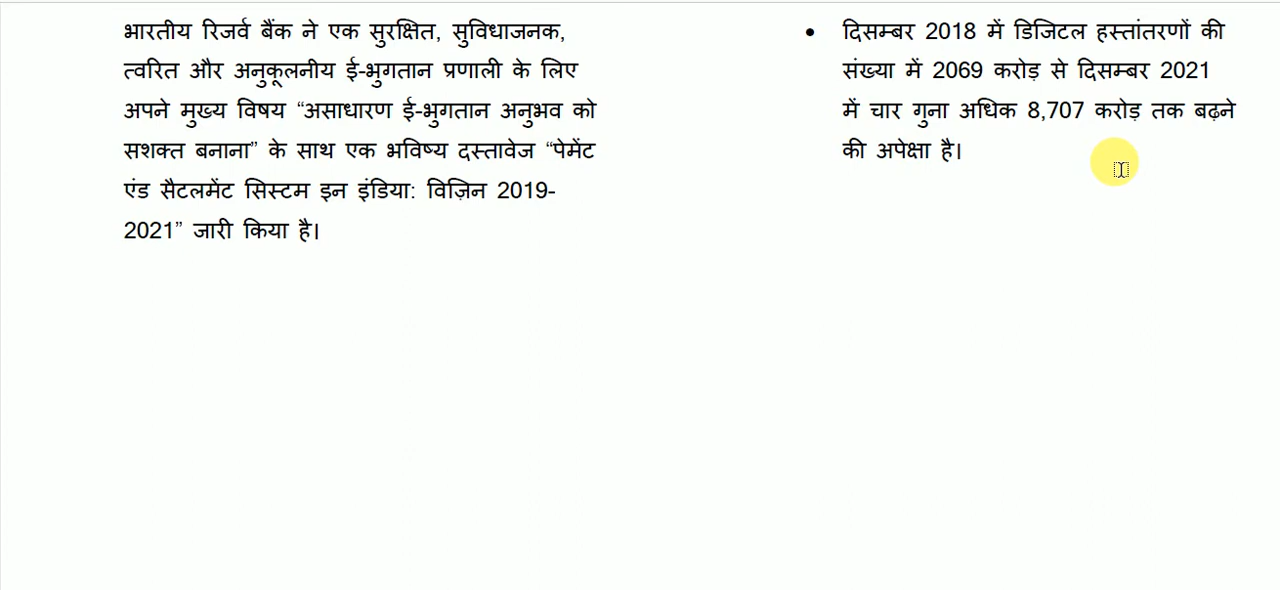 भारतीय रिजर्व बैंक ने एक सुरक्षित, सुविधाजनक,
त्वरित और अनुकूलनीय ई-भुगतान प्रणाली के लिए
अपने मुख्य विषय “असाधारण ई-भुगतान अनुभव को
सशक्त बनाना” के साथ एक भविष्य दस्तावेज “पेमेंट
एंड सैटलमेंट सिस्टम इन इंडिया: विज़िन 2019-
2021” जारी किया है।
• दिसम्बर 2018 में डिजिटल हस्तांतरणों की
संख्या में 2069 करोड़ से दिसम्बर 2021
में चार गुना अधिक 8,707 करोड़ तक बढ़ने
की अपेक्षा है।